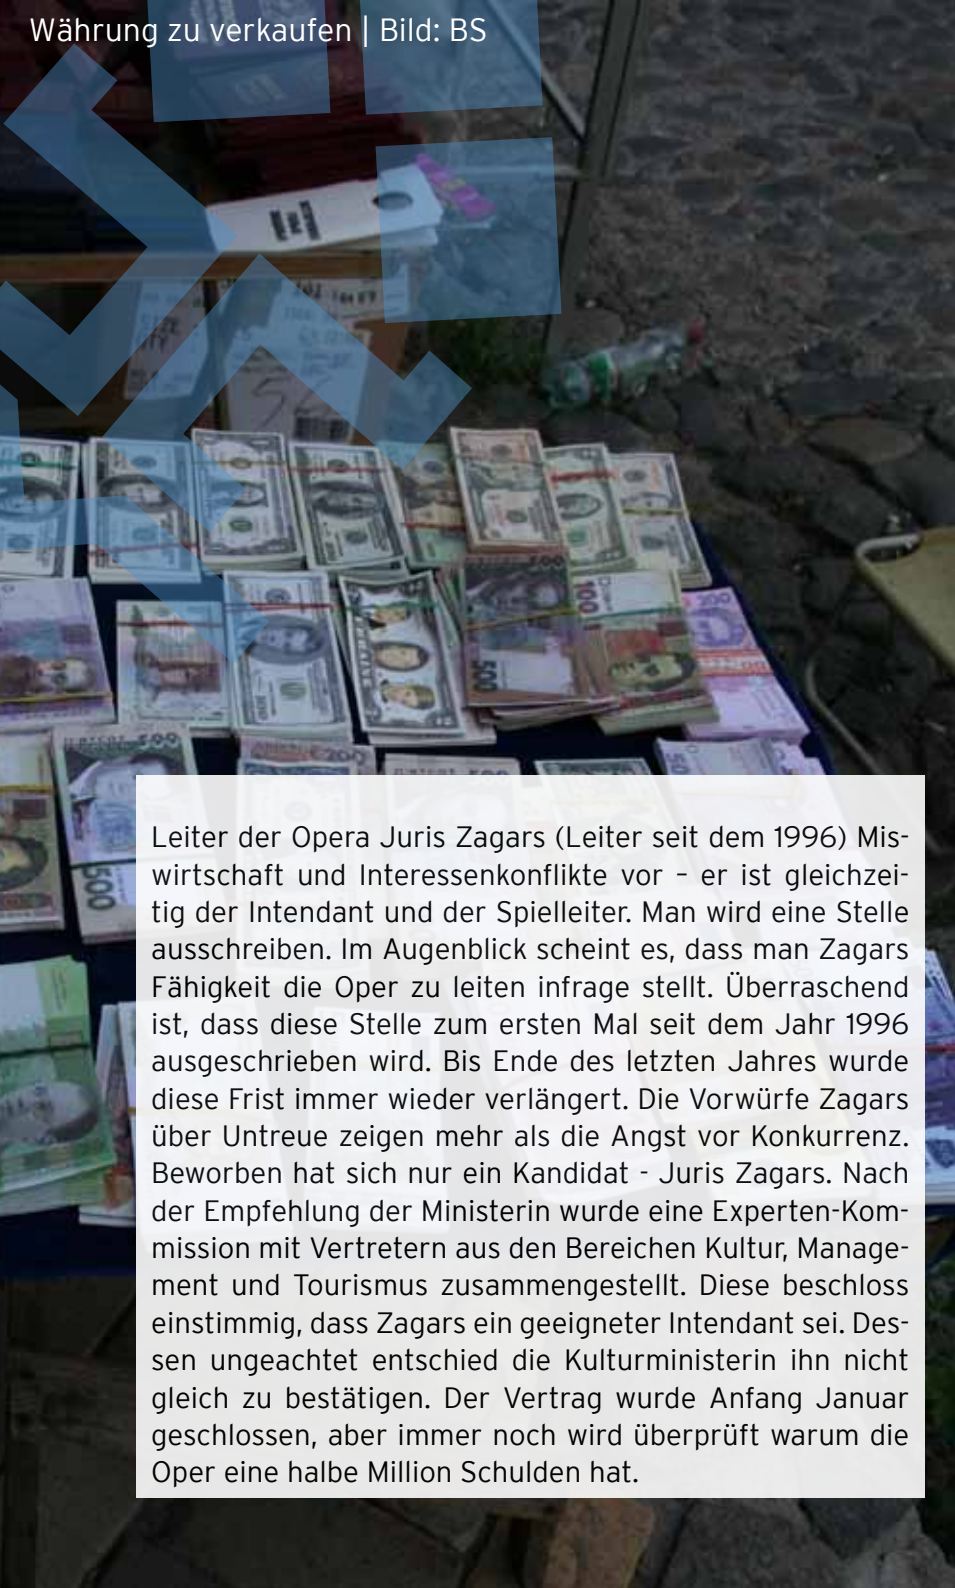 Währung zu verkaufen | Bild: BS
500
500
200
500
200
500
Leiter der Opera Juris Zagars (Leiter seit dem 1996) Mis-
wirtschaft und Interessenkonflikte vor – er ist gleichzei-
tig der Intendant und der Spielleiter. Man wird eine Stelle
ausschreiben. Im Augenblick scheint es, dass man Zagars
Fähigkeit die Oper zu leiten infrage stellt. Überraschend
ist, dass diese Stelle zum ersten Mal seit dem Jahr 1996
ausgeschrieben wird. Bis Ende des letzten Jahres wurde
diese Frist immer wieder verlängert. Die Vorwürfe Zagars
über Untreue zeigen mehr als die Angst vor Konkurrenz.
Beworben hat sich nur ein Kandidat - Juris Zagars. Nach
der Empfehlung der Ministerin wurde eine Experten-Kom-
mission mit Vertretern aus den Bereichen Kultur, Manage-
ment und Tourismus zusammengestellt. Diese beschloss
einstimmig, dass Zagars ein geeigneter Intendant sei. Des-
sen ungeachtet entschied die Kulturministerin ihn nicht
gleich zu bestätigen. Der Vertrag wurde Anfang Januar
geschlossen, aber immer noch wird überprüft warum die
Oper eine halbe Million Schulden hat.